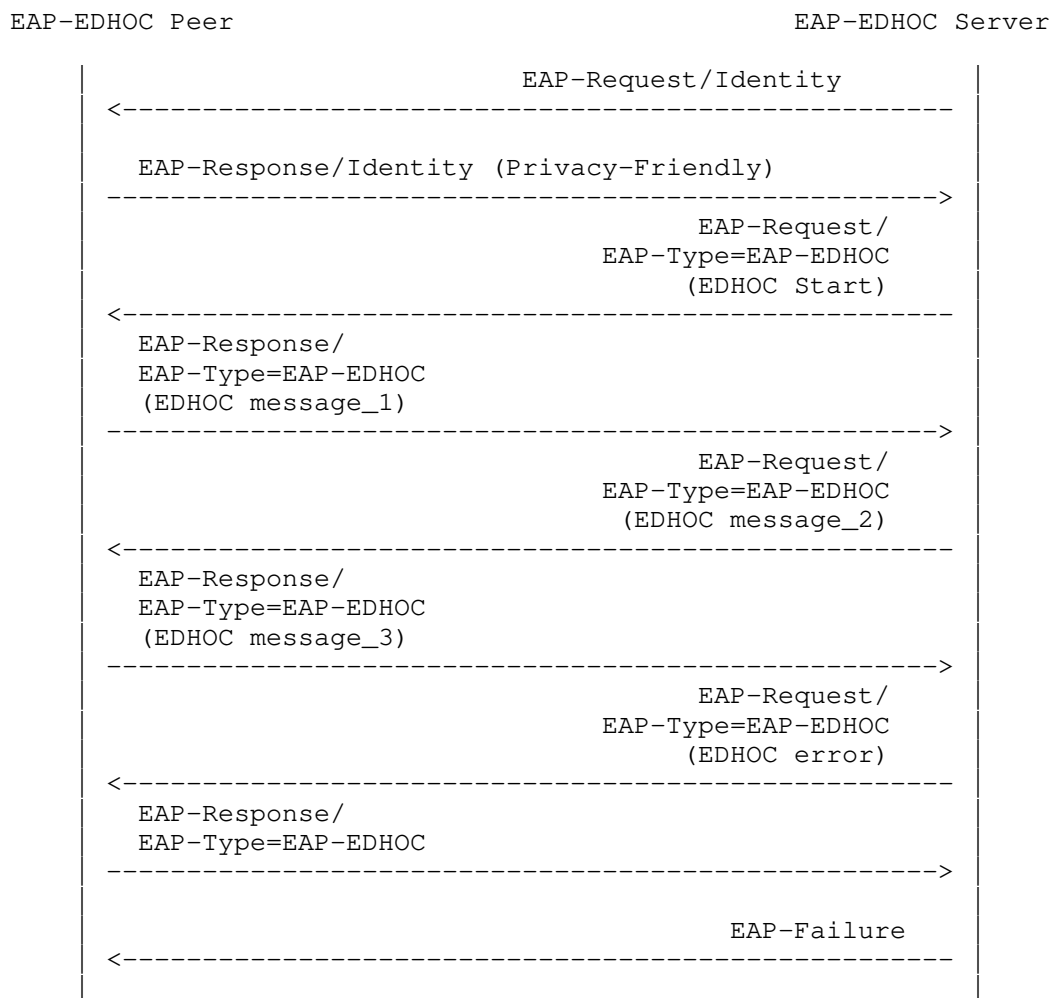 EAP-EDHOC Peer EAP-EDHOC Server
EAP-Request/Identity
EAP-Response/Identity (Privacy-Friendly)
EAP-Request/
EAP-Type=EAP-EDHOC
(EDHOC Start)
EAP-Response/
EAP-Type=EAP-EDHOC
(EDHOC message_1)
EAP-Request/
EAP-Type=EAP-EDHOC
(EDHOC message_2)
EAP-Response/
EAP-Type=EAP-EDHOC
(EDHOC message_3)
EAP-Request/
EAP-Type=EAP-EDHOC
(EDHOC error)
EAP-Response/
EAP-Type=EAP-EDHOC
EAP-Failure